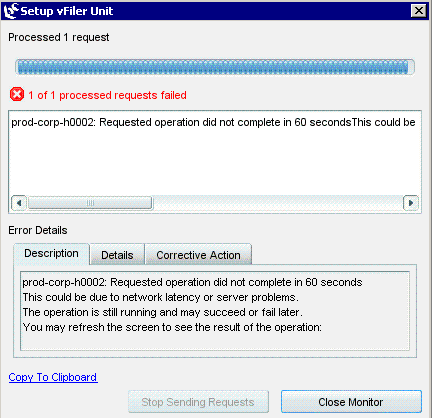 Setup vFiler Unit
Processed 1 request
1 of 1 processed requests failed
prod-corp-h0002: Requested operation did not complete in 60 secondsThis could be
Error Details
Description Details Corrective Action
prod-corp-h0002: Requested operation did not complete in 60 seconds
This could be due to network latency or server problems.
The operation is still running and may succeed or fail later.
You may refresh the screen to see the result of the operation:
Copy To Clipboard
Stop Sending Requests Close Monitor